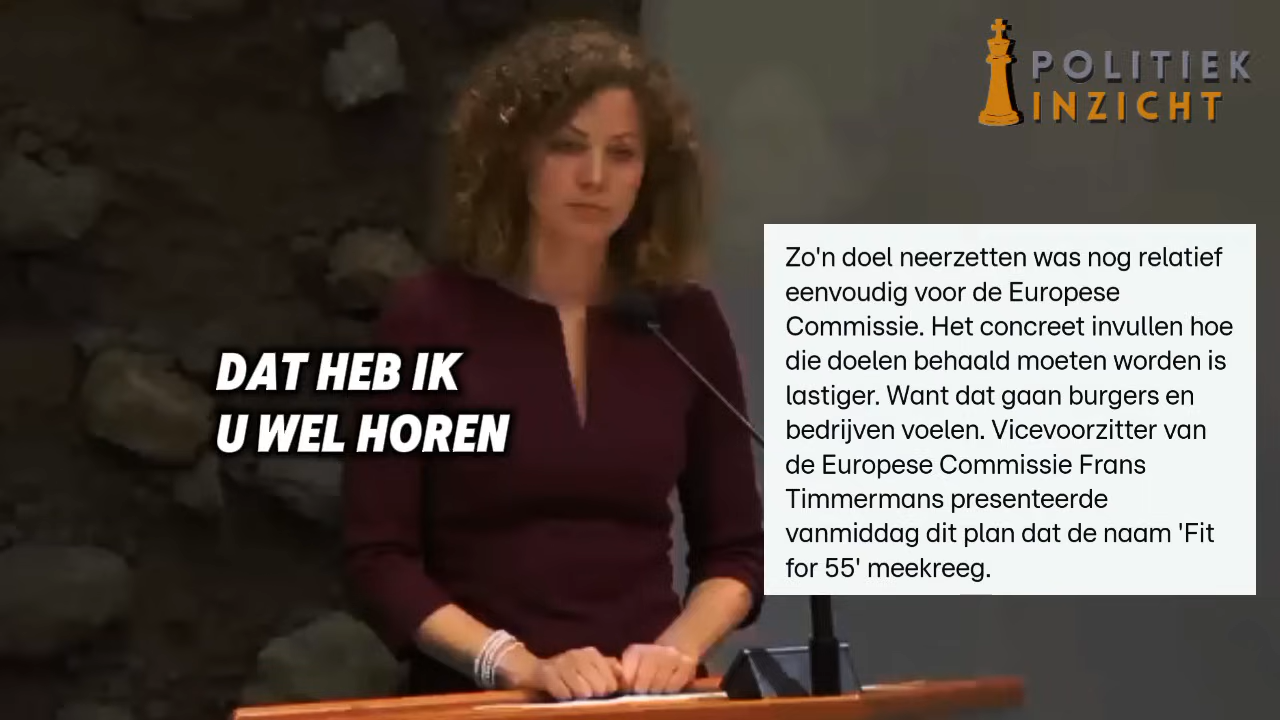 POLITIEK
INZICHT
Zo'n doel neerzetten was nog relatief
eenvoudig voor de Europese
Commissie. Het concreet invullen hoe
die doelen behaald moeten worden is
lastiger. Want dat gaan burgers en
bedrijven voelen. Vicevoorzitter van
de Europese Commissie Frans
Timmermans presenteerde
vanmiddag dit plan dat de naam 'Fit
for 55' meekreeg.
DAT HEB IK
U WEL HOREN